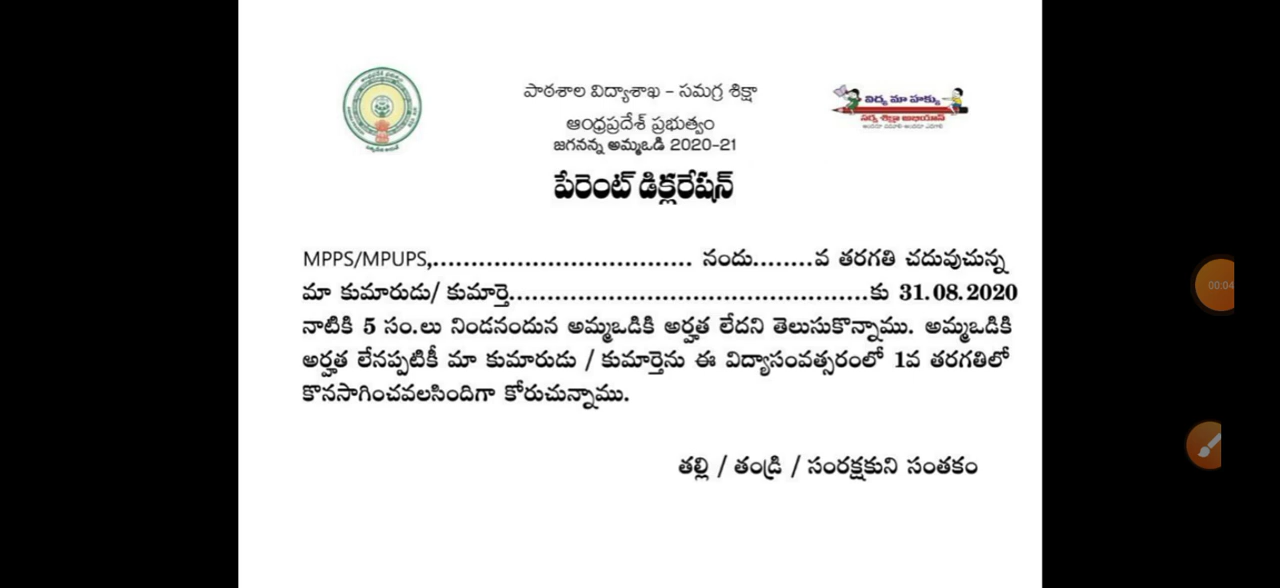 పాఠశాల విద్యాశాఖ - సమగ్ర శిక్షా
ఆంధ్రప్రదేశ్ ప్రభుత్వం
జగనన్న అమ్మఒడి 2020-21
విద్య మా హక్కు
సర్వ శిక్షా అభియాన్
పేరెంట్ డిక్లరేషన్
MPPS/MPUPS,.................................. నందు........వ తరగతి చదువుచున్న
మా కుమారుడు/ కుమార్తె...............................................కు 31.08.2020
నాటికి 5 సం.లు నిండనందున అమ్మఒడికి అర్హత లేదని తెలుసుకొన్నాము. అమ్మఒడికి
అర్హత లేనప్పటికీ మా కుమారుడు / కుమార్తెను ఈ విద్యాసంవత్సరంలో 1వ తరగతిలో
కొనసాగించవలసిందిగా కోరుచున్నాము.
తల్లి / తండ్రి / సంరక్షకుని సంతకం
00:04